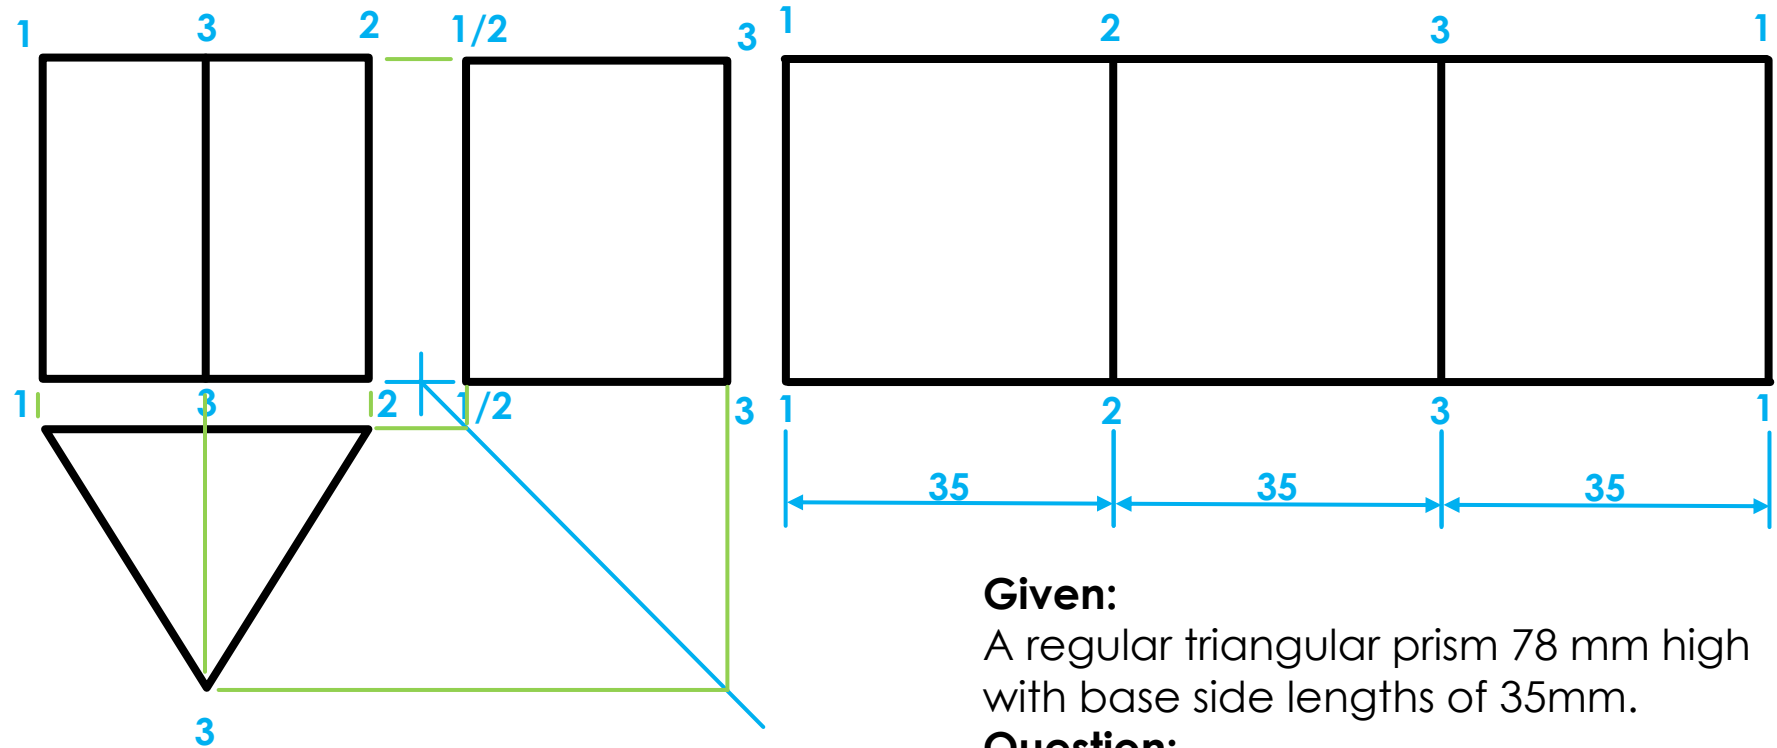 1 3 2 1/2 3 1 2 3 1
1 3 2 1/2 3 1 2 3 1
35 35 35
3
Given:
A regular triangular prism 78 mm high
with base side lengths of 35mm.
Question: